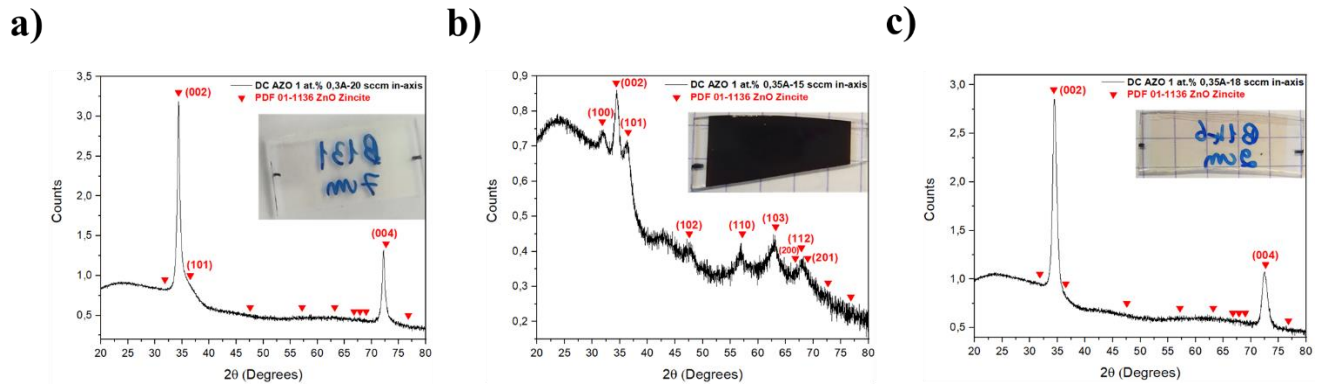 a)
3,5
3,0
2,5
2,0
1,5
1,0
0,5
Counts
20 25 30 35 40 45 50 55 60 65 70 75 80
2θ (Degrees)
DC AZO 1 at.% 0,3A-20 sccm in-axis
PDF 01-1136 ZnO Zincite
(002)
(101)
(004)
B131
7cm
b)
0,9
0,8
0,7
0,6
0,5
0,4
0,3
0,2
Counts
20 25 30 35 40 45 50 55 60 65 70 75 80
2θ (Degrees)
DC AZO 1 at.% 0,35A-15 sccm in-axis
PDF 01-1136 ZnO Zincite
(002)
(100)
(101)
(102)
(110)
(103)
(200)
(112)
(201)
c)
3,0
2,5
2,0
1,5
1,0
0,5
Counts
20 25 30 35 40 45 50 55 60 65 70 75 80
2θ (Degrees)
DC AZO 1 at.% 0,35A-18 sccm in-axis
PDF 01-1136 ZnO Zincite
(002)
(004)